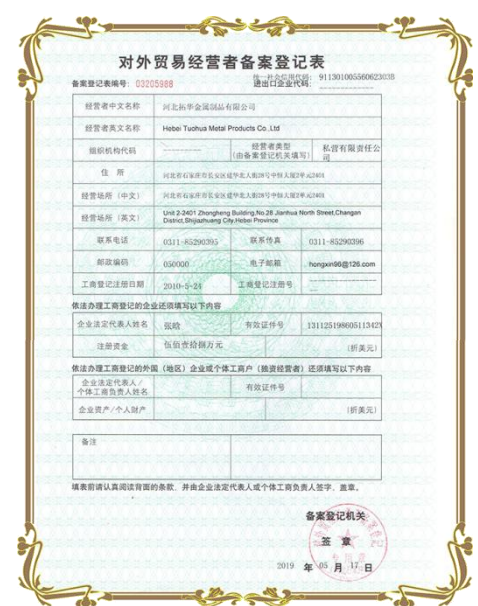 对外贸易经营者备案登记表
统一社会信用代码: 91130100556062303B
备案登记表编号: 03205988 进出口企业代码: --------------
经营者中文名称 河北拓华金属制品有限公司
经营者英文名称 Hebei Tuohua Metal Products Co.,Ltd
组织机构代码 ---------- 经营者类型 (由备案登记机关填写) 私营有限责任公司
住 所 河北省石家庄市长安区建华北大街28号中恒大厦2单元2401
经营场所 (中文) 河北省石家庄市长安区建华北大街28号中恒大厦2单元2401
经营场所 (英文) Unit 2-2401 Zhongheng Building,No.28 Jianhua North Street,Changan
District,Shijiazhuang City,Hebei Province
联系电话 0311-85290395 联系传真 0311-85290396
邮政编码 050000 电子邮箱 hongxin96@126.com
工商登记注册日期 2010-5-24 工商登记注册号 --------------
依法办理工商登记的企业还须填写以下内容
企业法定代表人姓名 张晗 有效证件号 13112519860511342X
注册资金 伍佰壹拾捌万元 (折美元)
依法办理工商登记的外国 (地区) 企业或个体工商户 (独资经营者) 还须填写以下内容
企业法定代表人/
个体工商负责人姓名 有效证件号
企业资产/个人财产 (折美元)
备注
填表前请认真阅读背面的条款, 并由企业法定代表人或个体工商负责人签字、盖章。
备案登记机关
签 章
2019 年 05 月 17 日